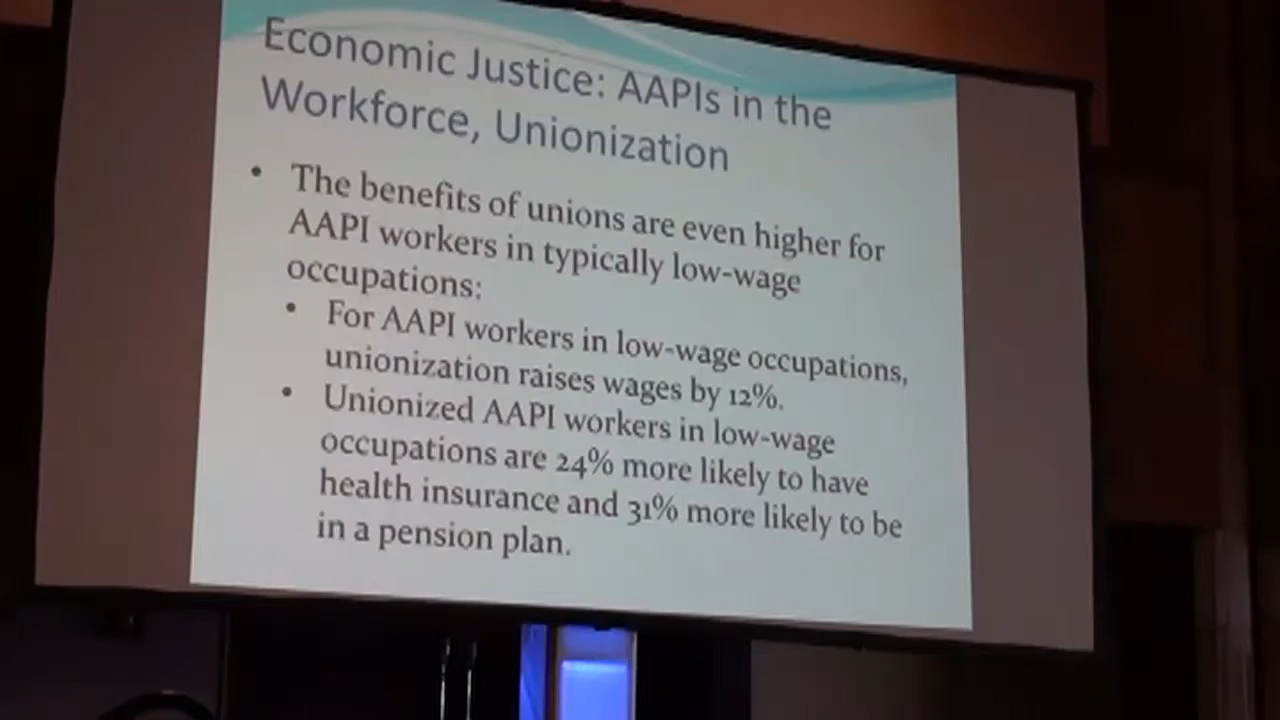 Economic Justice: AAPIs in the
Workforce, Unionization
• The benefits of unions are even higher for
AAPI workers in typically low-wage
occupations:
• For AAPI workers in low-wage occupations,
unionization raises wages by 12%.
• Unionized AAPI workers in low-wage
occupations are 24% more likely to have
health insurance and 31% more likely to be
in a pension plan.